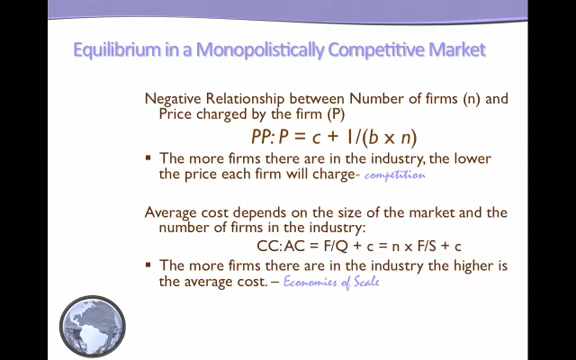 Equilibrium in a Monopolistically Competitive Market
Negative Relationship between Number of firms (n) and
Price charged by the firm (P)
PP: P = c + 1/(b x n)
▪ The more firms there are in the industry, the lower
the price each firm will charge- competition
Average cost depends on the size of the market and the
number of firms in the industry:
CC: AC = F/Q + c = n x F/S + c
▪ The more firms there are in the industry the higher is
the average cost. – Economies of Scale